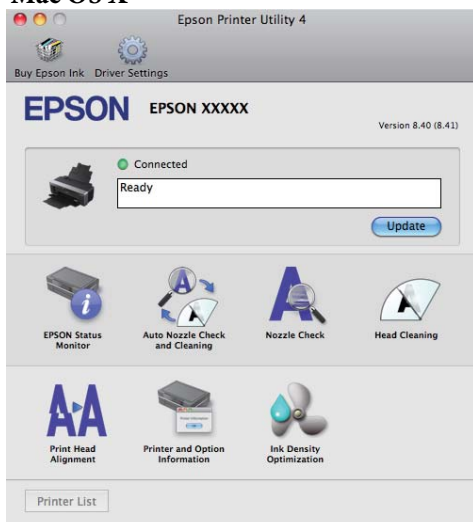 Mac OS X
Epson Printer Utility 4
Buy Epson Ink Driver Settings
EPSON EPSON XXXXX
Version 8.40 (8.41)
Connected
Ready
Update
EPSON Status
Monitor
Auto Nozzle Check
and Cleaning
Nozzle Check
Head Cleaning
Print Head
Alignment
Printer and Option
Information
Ink Density
Optimization
Printer List